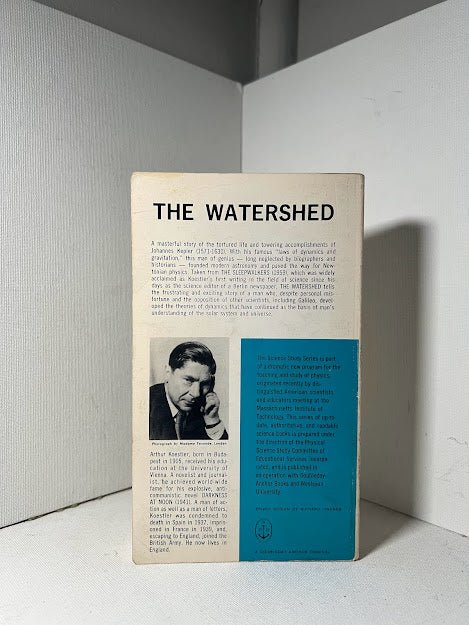 THE WATERSHED
A masterful story of the tortured life and towering accomplishments of
Johannes Kepler (1571-1630). With his famous "laws of dynamics and
gravitation," this man of genius — long neglected by biographers and
historians — founded modern astronomy and paved the way for New-
tonian physics. Taken from THE SLEEPWALKERS (1959), which was widely
acclaimed as Koestler's first writing in the field of science since his
days as the science editor of a Berlin newspaper, THE WATERSHED tells
the frustrating and exciting story of a man who, despite personal mis-
fortune and the opposition of other scientists, including Galileo, devel-
oped the theories of dynamics that have continued as the basis of man's
understanding of the solar system and universe.
Photograph by Madame Yevonde, London
Arthur Koestler, born in Buda-
pest in 1905, received his edu-
cation at the University of
Vienna. A novelist and journal-
ist, he achieved world-wide
fame for his explosive, anti-
communistic novel DARKNESS
AT NOON (1941). A man of ac-
tion as well as a man of letters,
Koestler was condemned to
death in Spain in 1937, impris-
oned in France in 1939, and,
escaping to England, joined the
British Army. He now lives in
England.
The Science Study Series is part
of a dramatic new program for the
teaching and study of physics,
originated recently by dis-
tinguished American scientists
and educators meeting at the
Massachusetts Institute of
Technology. This series of up-to-
date, authoritative, and readable
science books is prepared under
the direction of the Physical
Science Study Committee of
Educational Services Incorpo-
rated, and is published in
cooperation with Doubleday
Anchor Books and Wesleyan
University.
COVER DESIGN BY
A DOUBLEDAY ANCHOR ORIGINAL